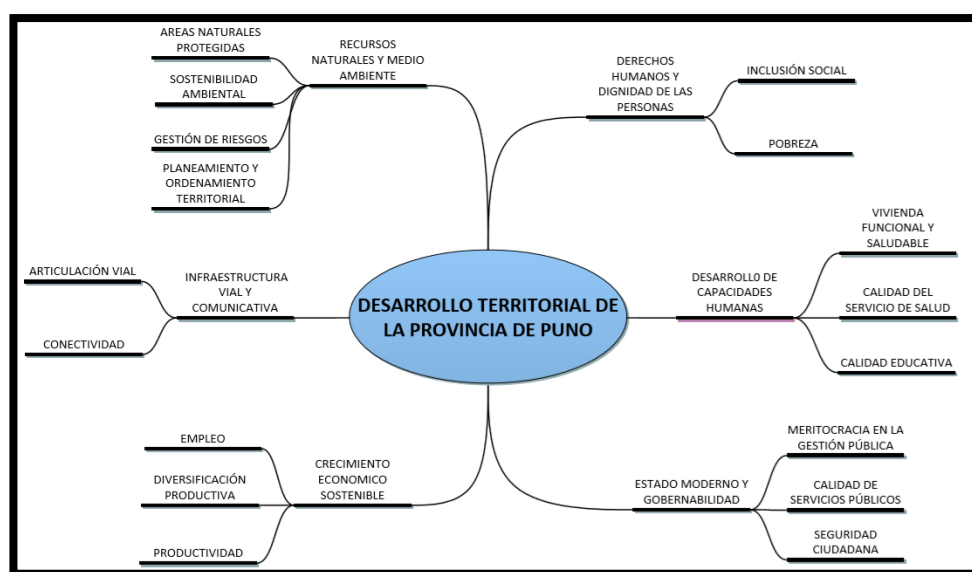 AREAS NATURALES
PROTEGIDAS
SOSTENIBILIDAD
AMBIENTAL
GESTIÓN DE RIESGOS
PLANEAMIENTO Y
ORDENAMIENTO
TERRITORIAL
RECURSOS
NATURALES Y MEDIO
AMBIENTE
DERECHOS
HUMANOS Y
DIGNIDAD DE LAS
PERSONAS
INCLUSIÓN SOCIAL
POBREZA
ARTICULACIÓN VIAL
CONECTIVIDAD
INFRAESTRUCTURA
VIAL Y
COMUNICATIVA
DESARROLLO TERRITORIAL DE
LA PROVINCIA DE PUNO
DESARROLL0 DE
CAPACIDADES
HUMANAS
VIVIENDA
FUNCIONAL Y
SALUDABLE
CALIDAD DEL
SERVICIO DE SALUD
CALIDAD EDUCATIVA
EMPLEO
DIVERSIFICACIÓN
PRODUCTIVA
PRODUCTIVIDAD
CRECIMIENTO
ECONOMICO
SOSTENIBLE
ESTADO MODERNO Y
GOBERNABILIDAD
MERITOCRACIA EN LA
GESTIÓN PÚBLICA
CALIDAD DE
SERVICIOS PÚBLICOS
SEGURIDAD
CIUDADANA